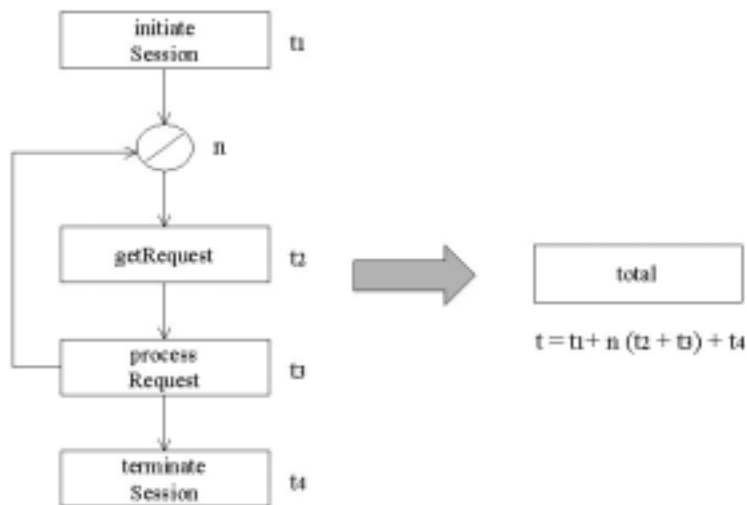 initiate
Session
t1
n
getRequest
t2
process
Request
t3
terminate
Session
t4
total
t = t1+ n (t2 + t3) + t4